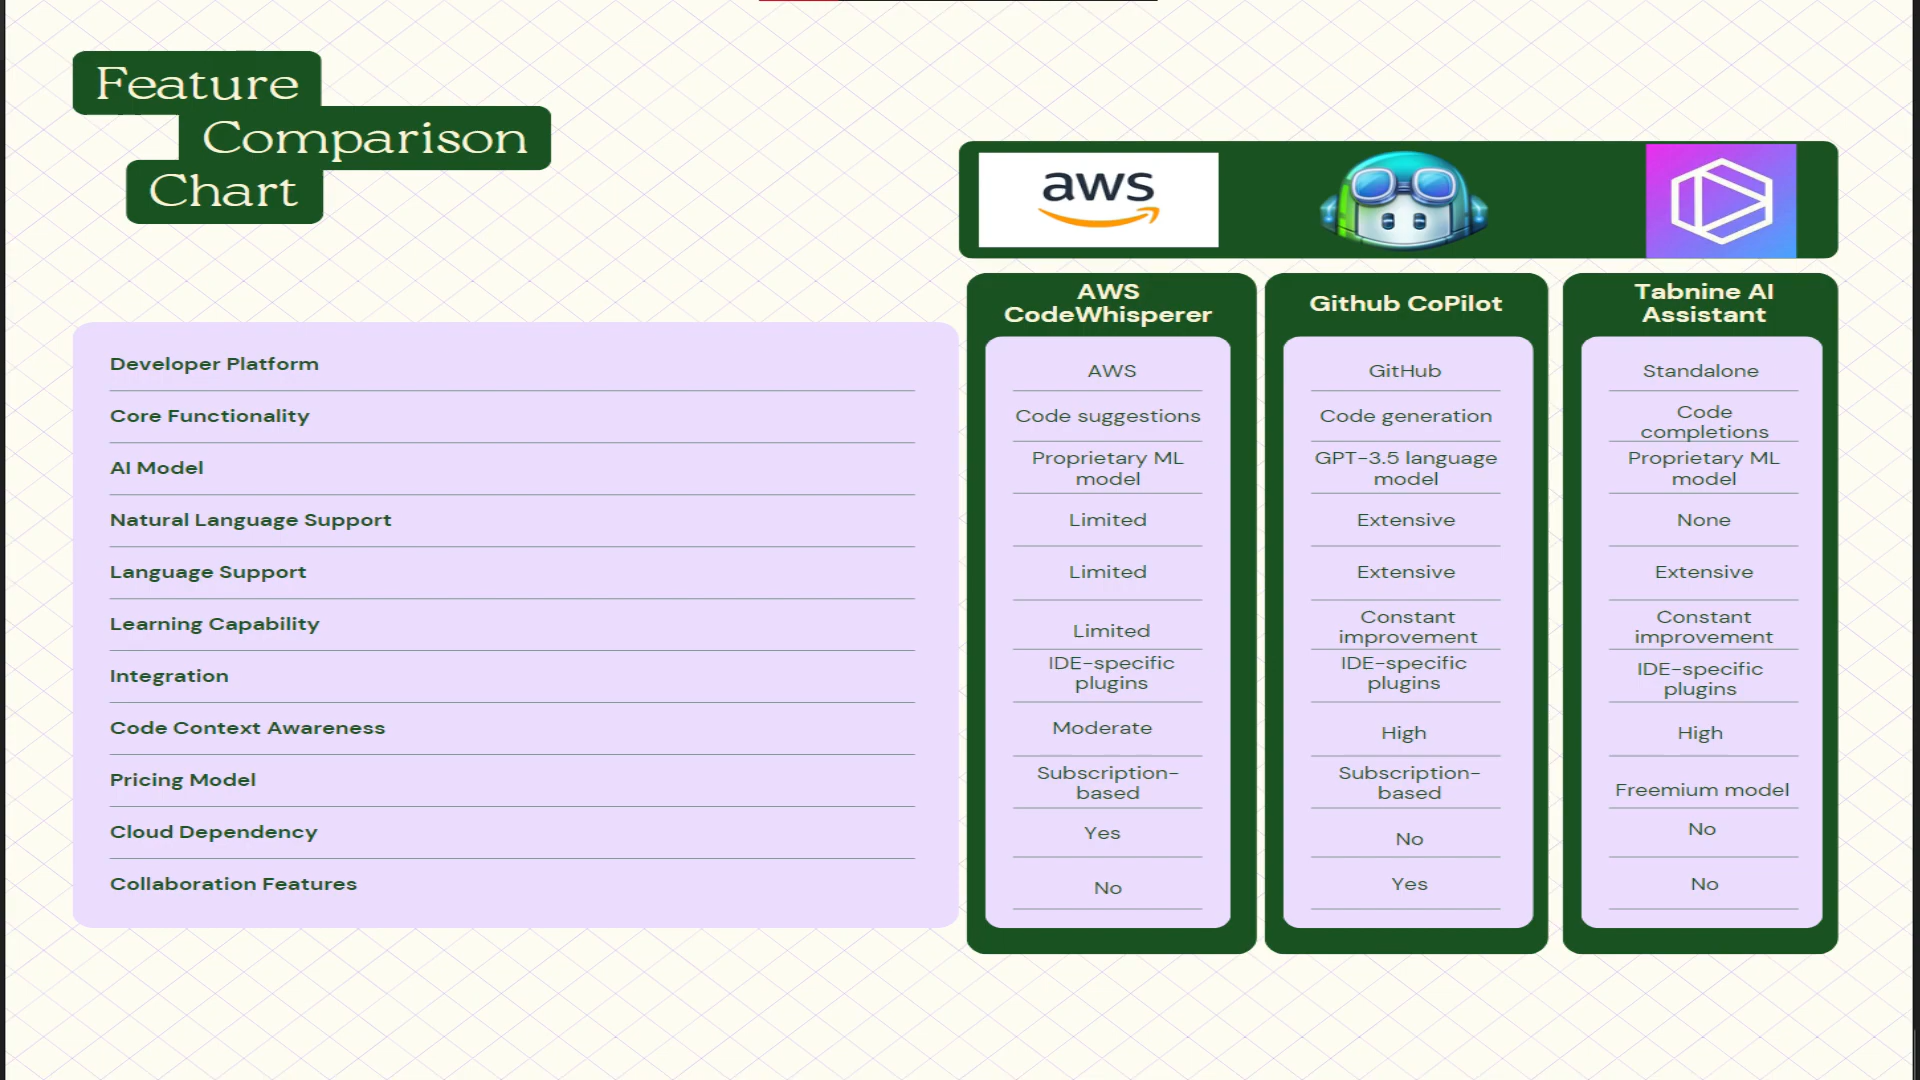 Feature
Comparison
Chart
aws
AWS
CodeWhisperer
Github CoPilot
Tabnine AI
Assistant
Developer Platform
AWS
GitHub
Standalone
Core Functionality
Code suggestions
Code generation
Code
completions
AI Model
Proprietary ML
model
GPT-3.5 language
model
Proprietary ML
model
Natural Language Support
Limited
Extensive
None
Language Support
Limited
Extensive
Extensive
Learning Capability
Limited
Constant
improvement
Constant
improvement
Integration
IDE-specific
plugins
IDE-specific
plugins
IDE-specific
plugins
Code Context Awareness
Moderate
High
High
Pricing Model
Subscription-
based
Subscription-
based
Freemium model
Cloud Dependency
Yes
No
No
Collaboration Features
No
Yes
No